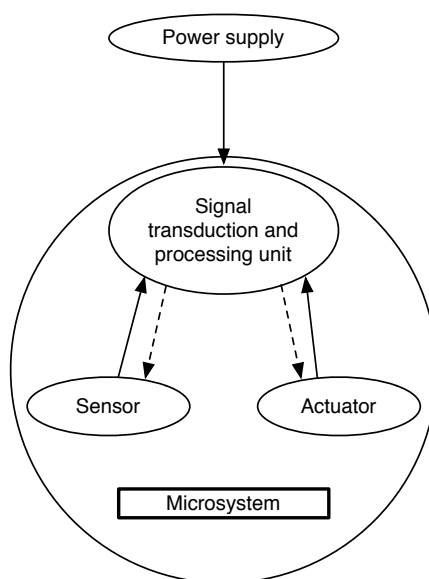 Power supply
Signal
transduction and
processing unit
Sensor
Actuator
Microsystem